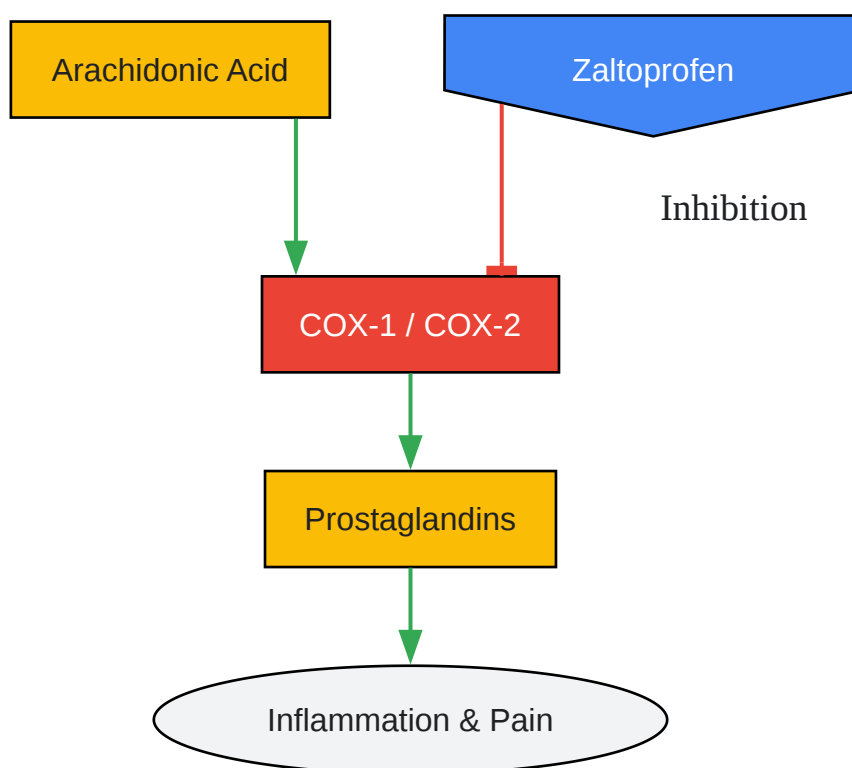 Arachidonic Acid
Zaltoprofen
Inhibition
COX-1 / COX-2
Prostaglandins
Inflammation & Pain